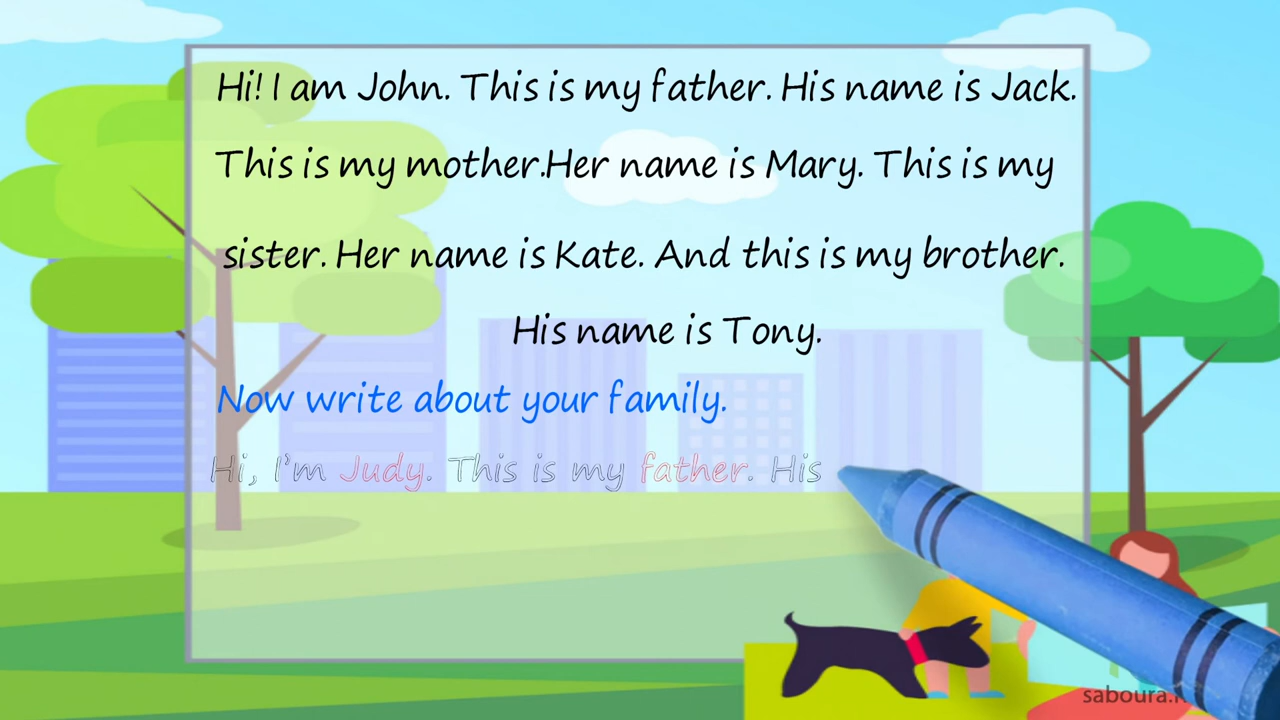 Hi! I am John. This is my father. His name is Jack.
This is my mother.Her name is Mary. This is my
sister. Her name is Kate. And this is my brother.
His name is Tony.
Now write about your family.
Hi, I'm Judy. This is my father. His